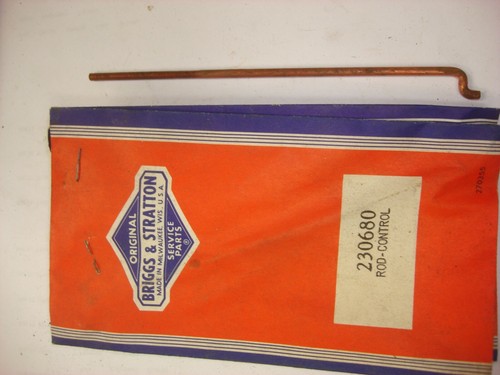 ORIGINAL
BRIGGS & STRATTON
MADE IN MILWAUKEE, WIS. U.S.A.
SERVICE
PARTS
®
230680
ROD-CONTROL